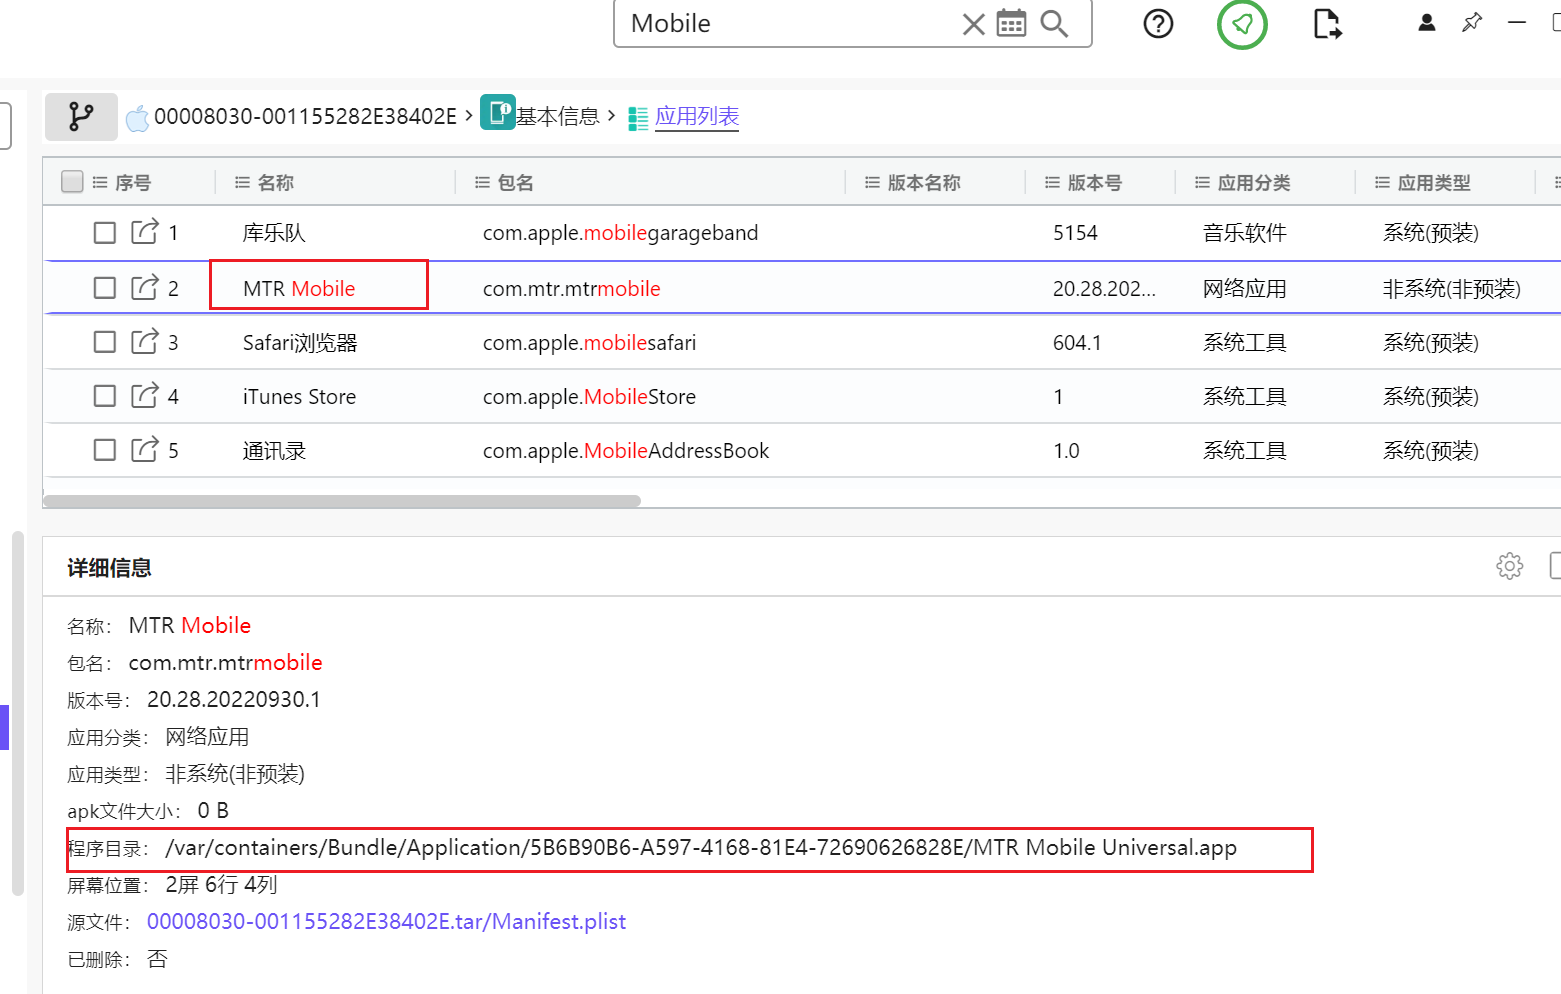 Mobile
00008030-001155282E38402E > 基本信息 > 应用列表
序号 名称 包名 版本名称 版本号 应用分类 应用类型
1 库乐队 com.apple.mobilegarageband 5154 音乐软件 系统(预装)
2 MTR Mobile com.mtr.mtrmobile 20.28.202... 网络应用 非系统(非预装)
3 Safari浏览器 com.apple.mobilesafari 604.1 系统工具 系统(预装)
4 iTunes Store com.apple.MobileStore 1 系统工具 系统(预装)
5 通讯录 com.apple.MobileAddressBook 1.0 系统工具 系统(预装)
详细信息
名称： MTR Mobile
包名： com.mtr.mtrmobile
版本号： 20.28.20220930.1
应用分类： 网络应用
应用类型： 非系统(非预装)
apk文件大小： 0 B
程序目录： /var/containers/Bundle/Application/5B6B90B6-A597-4168-81E4-72690626828E/MTR Mobile Universal.app
屏幕位置： 2屏 6行 4列
源文件： 00008030-001155282E38402E.tar/Manifest.plist
已删除： 否